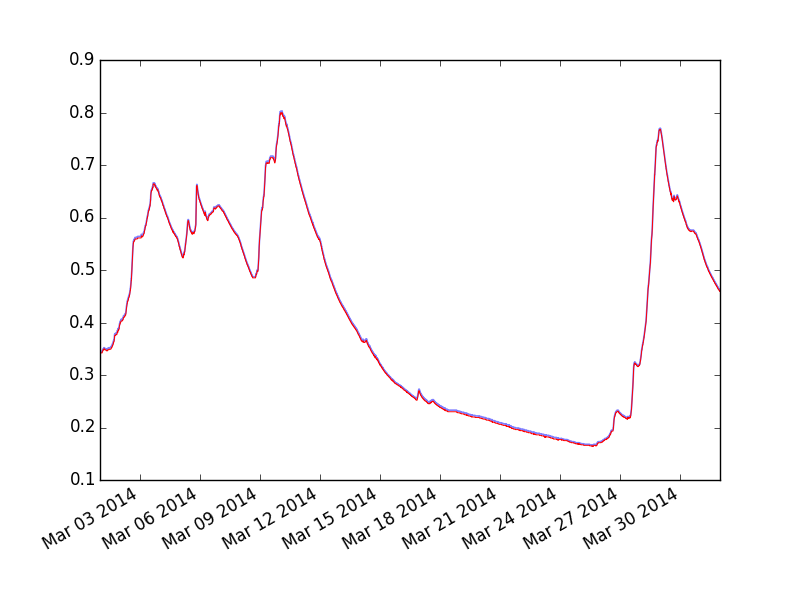 0.9
0.8
0.7
0.6
0.5
0.4
0.3
0.2
0.1
Mar 03 2014
Mar 06 2014
Mar 09 2014
Mar 12 2014
Mar 15 2014
Mar 18 2014
Mar 21 2014
Mar 24 2014
Mar 27 2014
Mar 30 2014